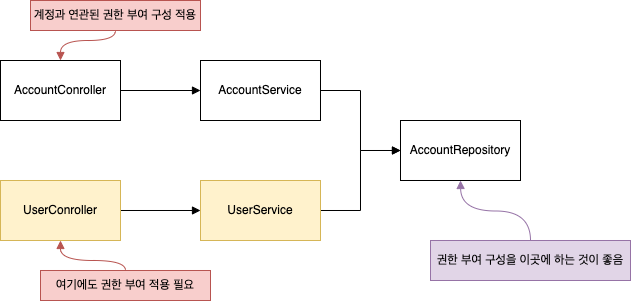 계정과 연관된 권한 부여 구성 적용
AccountConroller
AccountService
AccountRepository
UserConroller
UserService
권한 부여 구성을 이곳에 하는 것이 좋음
여기에도 권한 부여 적용 필요